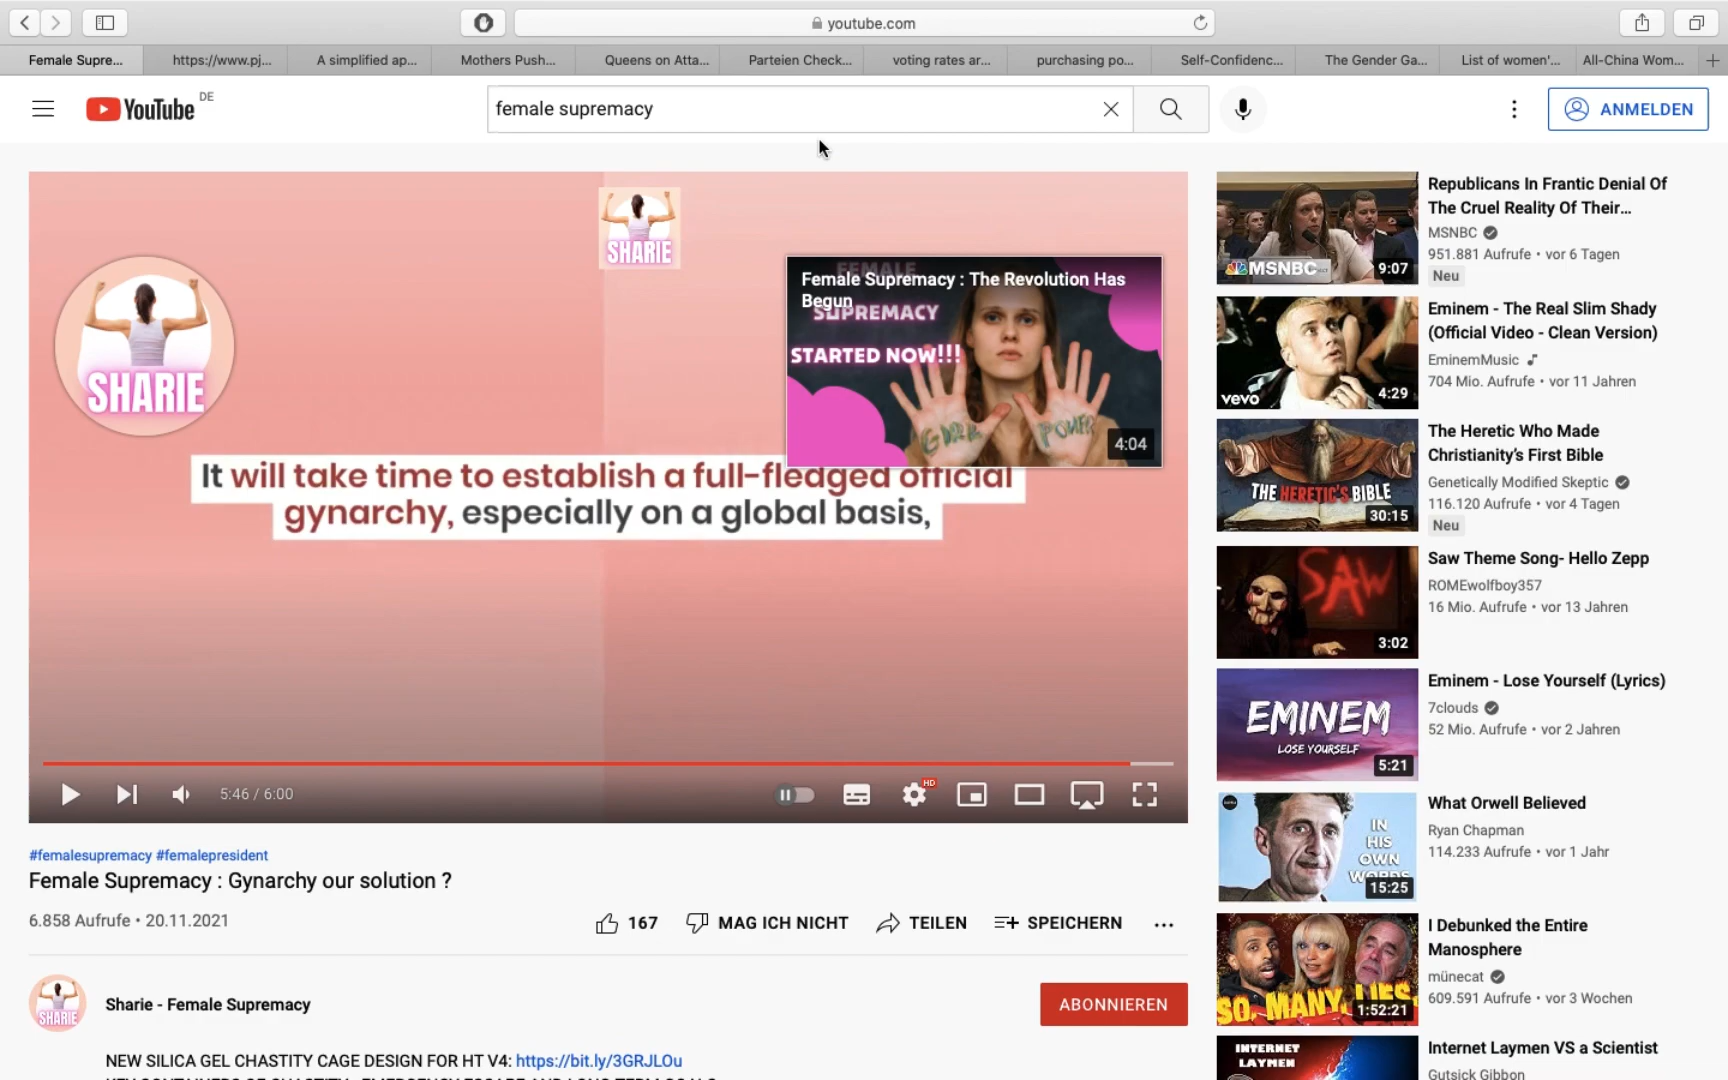 youtube.com
Female Supre...
https://www.pj...
A simplified ap...
Mothers Push...
Queens on Atta...
Parteien Check...
voting rates ar...
purchasing po...
Self-Confidenc...
The Gender Ga...
List of women'...
All-China Wom...
YouTube DE
female supremacy
ANMELDEN
SHARIE
SHARIE
Female Supremacy : The Revolution Has
Begun
FEMALE
SUPREMACY
STARTED NOW!!!
GIRL POWER
4:04
It will take time to establish a full-fledged official
gynarchy, especially on a global basis,
5:46 / 6:00
HD
#femalesupremacy #femalepresident
Female Supremacy : Gynarchy our solution ?
6.858 Aufrufe • 20.11.2021
167
MAG ICH NICHT
TEILEN
SPEICHERN
SHARIE
Sharie - Female Supremacy
ABONNIEREN
NEW SILICA GEL CHASTITY CAGE DESIGN FOR HT V4: https://bit.ly/3GRJLOu
MSNBC
9:07
Republicans In Frantic Denial Of
The Cruel Reality Of Their...
MSNBC
951.881 Aufrufe • vor 6 Tagen
Neu
vevo
4:29
Eminem - The Real Slim Shady
(Official Video - Clean Version)
EminemMusic
704 Mio. Aufrufe • vor 11 Jahren
THE HERETIC'S BIBLE
30:15
The Heretic Who Made
Christianity's First Bible
Genetically Modified Skeptic
116.120 Aufrufe • vor 4 Tagen
Neu
SAW
3:02
Saw Theme Song- Hello Zepp
ROMEwolfboy357
16 Mio. Aufrufe • vor 13 Jahren
EMINEM
LOSE YOURSELF
5:21
Eminem - Lose Yourself (Lyrics)
7clouds
52 Mio. Aufrufe • vor 2 Jahren
IN
HIS
OWN
WORDS
15:25
What Orwell Believed
Ryan Chapman
114.233 Aufrufe • vor 1 Jahr
SO. MANY. LIES.
1:52:21
I Debunked the Entire
Manosphere
münecat
609.591 Aufrufe • vor 3 Wochen
INTERNET
LAYMEN
Internet Laymen VS a Scientist
Gutsick Gibbon